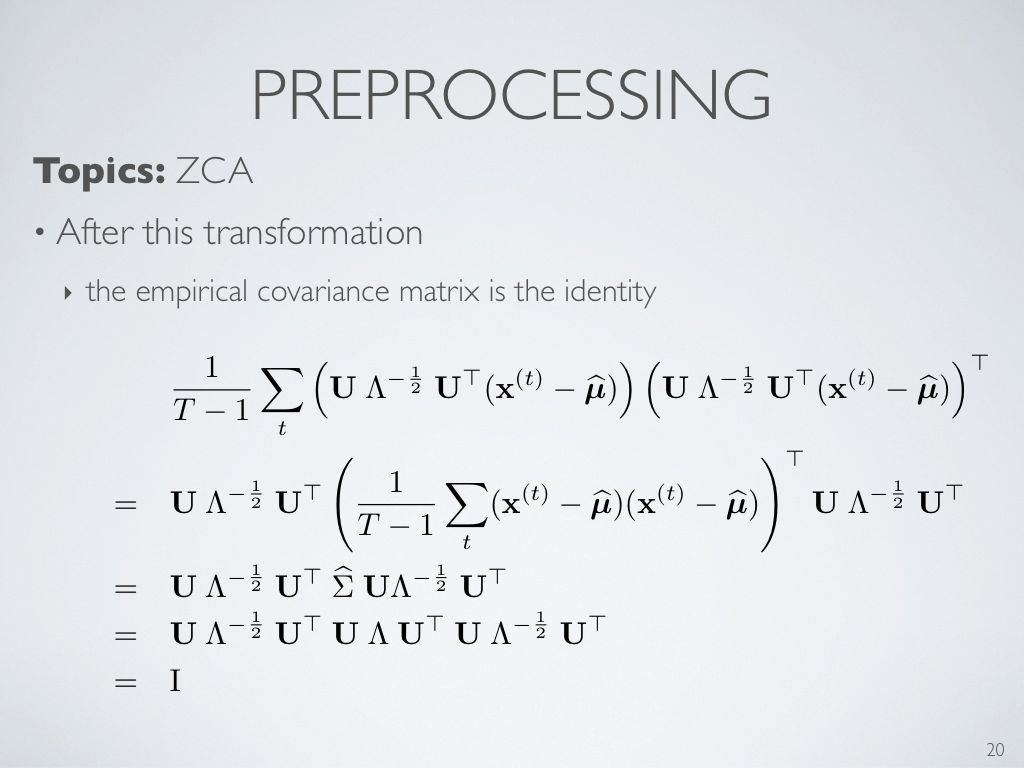 PREPROCESSING
Topics: ZCA
• After this transformation
‣ the empirical covariance matrix is the identity
\frac{1}{T-1} \sum_t \left( \mathbf{U} \Lambda^{-\frac{1}{2}} \mathbf{U}^\top (\mathbf{x}^{(t)} - \widehat{\boldsymbol{\mu}}) \right) \left( \mathbf{U} \Lambda^{-\frac{1}{2}} \mathbf{U}^\top (\mathbf{x}^{(t)} - \widehat{\boldsymbol{\mu}}) \right)^\top
= \mathbf{U} \Lambda^{-\frac{1}{2}} \mathbf{U}^\top \left( \frac{1}{T-1} \sum_t (\mathbf{x}^{(t)} - \widehat{\boldsymbol{\mu}}) (\mathbf{x}^{(t)} - \widehat{\boldsymbol{\mu}}) \right)^\top \mathbf{U} \Lambda^{-\frac{1}{2}} \mathbf{U}^\top
= \mathbf{U} \Lambda^{-\frac{1}{2}} \mathbf{U}^\top \widehat{\Sigma} \mathbf{U} \Lambda^{-\frac{1}{2}} \mathbf{U}^\top
= \mathbf{U} \Lambda^{-\frac{1}{2}} \mathbf{U}^\top \mathbf{U} \Lambda \mathbf{U}^\top \mathbf{U} \Lambda^{-\frac{1}{2}} \mathbf{U}^\top
= I
20